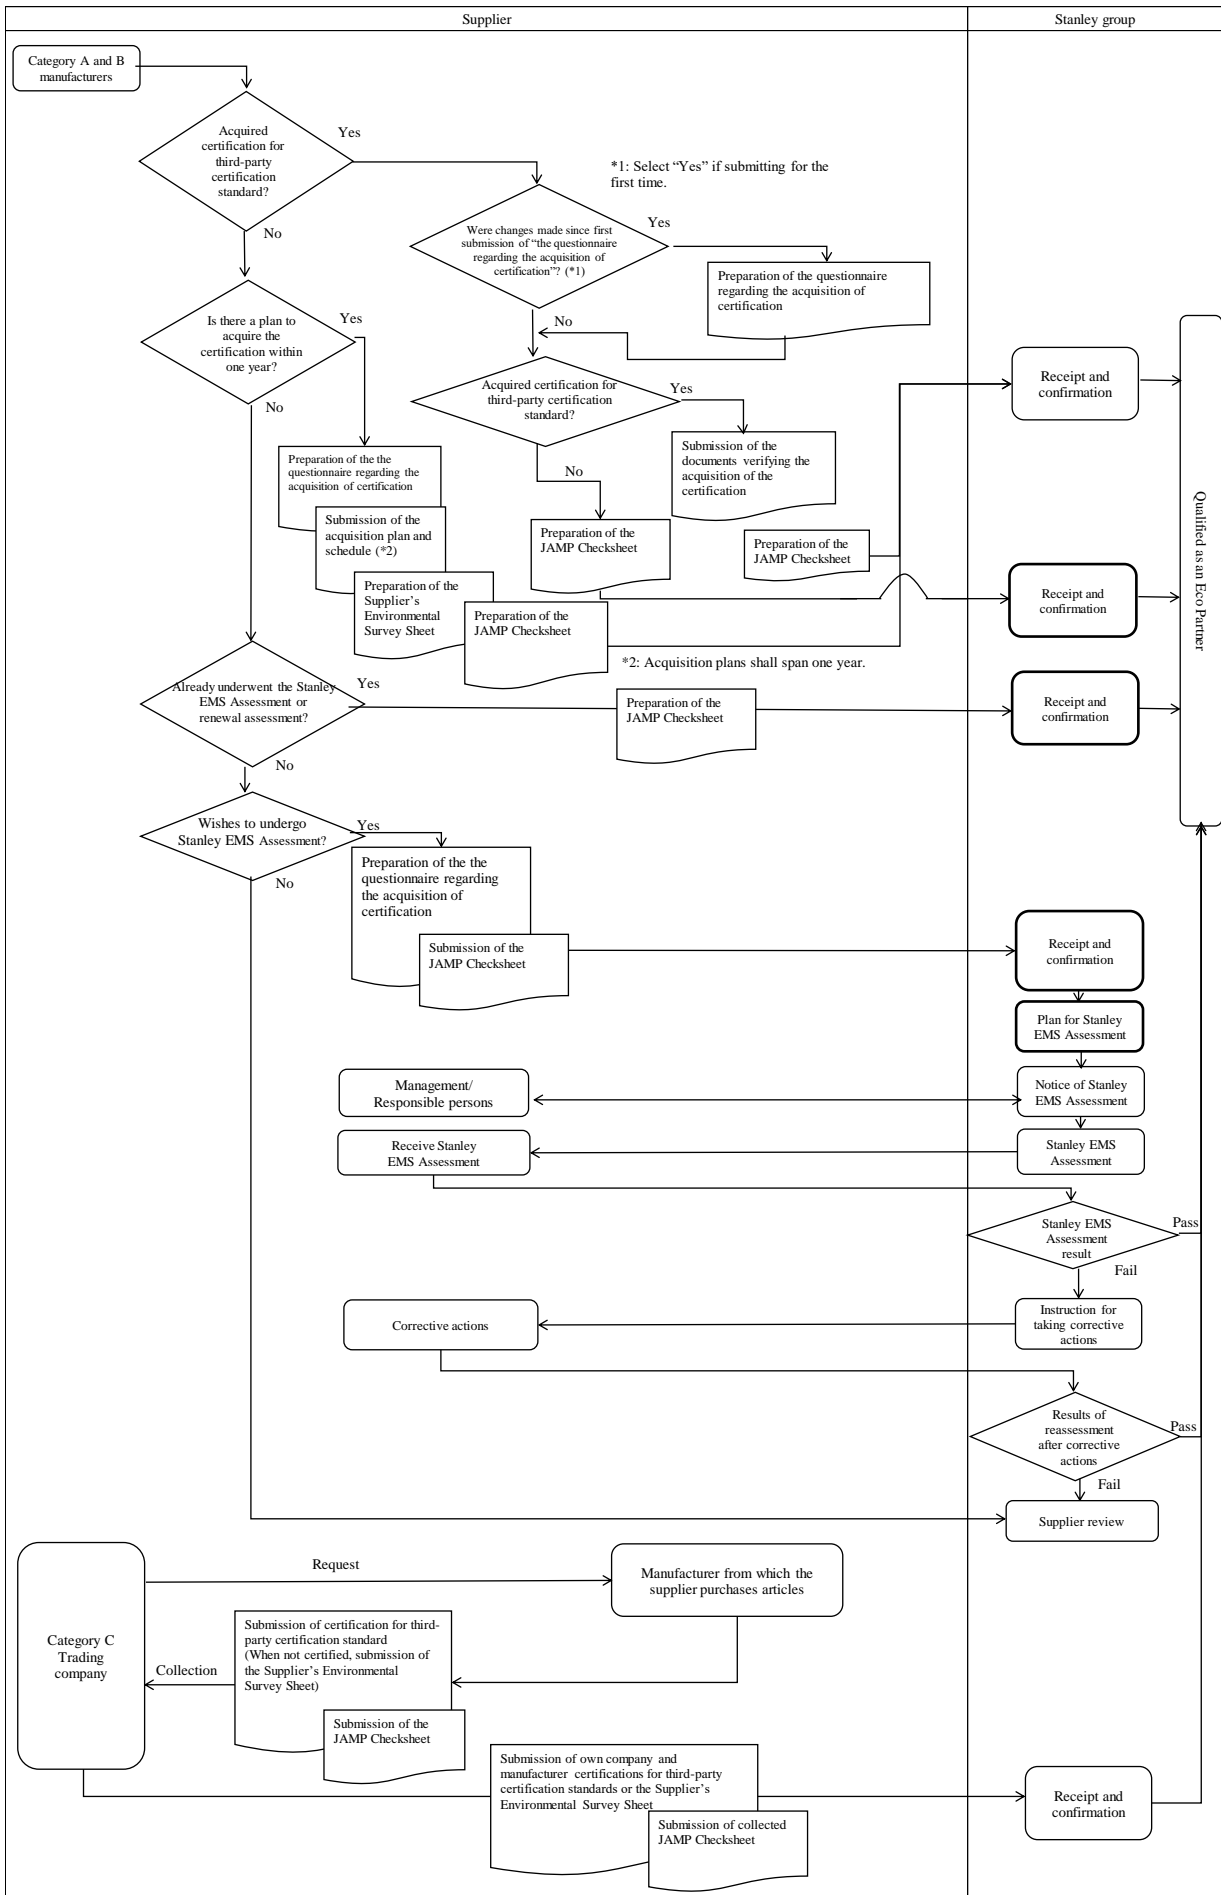 Supplier
Stanley group
Category A and B
manufacturers
Acquired
certification for
third-party
certification
standard?
Yes
No
*1: Select “Yes” if submitting for the
first time.
Were changes made since first
submission of “the questionnaire
regarding the acquisition of
certification”? (*1)
Yes
No
Preparation of the questionnaire
regarding the acquisition of
certification
Is there a plan to
acquire the
certification within
one year?
Yes
No
Acquired certification for
third-party certification
standard?
Yes
No
Submission of the
documents verifying the
acquisition of the
certification
Receipt and
confirmation
Qualified as an Eco Partner
Preparation of the the
questionnaire regarding the
acquisition of certification
Submission of the
acquisition plan and
schedule (*2)
Preparation of the
Supplier’s
Environmental
Survey Sheet
Preparation of the
JAMP Checksheet
Preparation of the
JAMP Checksheet
Preparation of the
JAMP Checksheet
Receipt and
confirmation
*2: Acquisition plans shall span one year.
Already underwent the Stanley
EMS Assessment or
renewal assessment?
Yes
No
Preparation of the
JAMP Checksheet
Receipt and
confirmation
Wishes to undergo
Stanley EMS Assessment?
Yes
No
Preparation of the the
questionnaire regarding
the acquisition of
certification
Submission of the
JAMP Checksheet
Receipt and
confirmation
Plan for Stanley
EMS Assessment
Management/
Responsible persons
Notice of Stanley
EMS Assessment
Receive Stanley
EMS Assessment
Stanley EMS
Assessment
Stanley EMS
Assessment
result
Pass
Fail
Corrective actions
Instruction for
taking corrective
actions
Results of
reassessment
after corrective
actions
Pass
Fail
Supplier review
Category C
Trading
company
Request
Manufacturer from which the
supplier purchases articles
Collection
Submission of certification for third-
party certification standard
(When not certified, submission of
the Supplier’s Environmental
Survey Sheet)
Submission of the
JAMP Checksheet
Submission of own company and
manufacturer certifications for third-party
certification standards or the Supplier’s
Environmental Survey Sheet
Submission of collected
JAMP Checksheet
Receipt and
confirmation